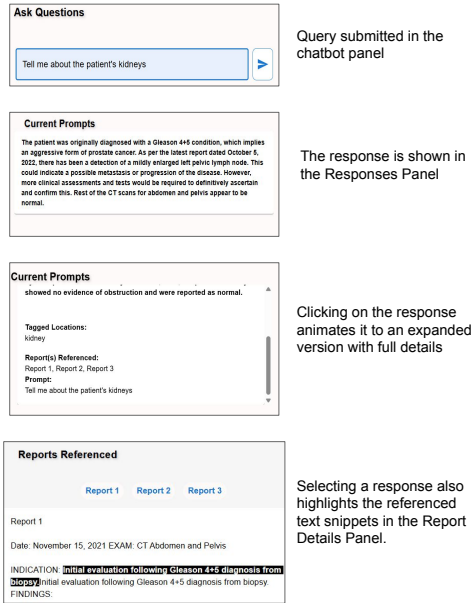 Ask Questions
Tell me about the patient's kidneys
Query submitted in the
chatbot panel
Current Prompts
The patient was originally diagnosed with a Gleason 4+5 condition, which implies
an aggressive form of prostate cancer. As per the latest report dated October 5,
2022, there has been a detection of a mildly enlarged left pelvic lymph node. This
could indicate a possible metastasis or progression of the disease. However,
more clinical assessments and tests would be required to definitively ascertain
and confirm this. Rest of the CT scans for abdomen and pelvis appear to be
normal.
The response is shown in
the Responses Panel
Current Prompts
showed no evidence of obstruction and were reported as normal.
Tagged Locations:
kidney
Report(s) Referenced:
Report 1, Report 2, Report 3
Prompt:
Tell me about the patient's kidneys
Clicking on the response
animates it to an expanded
version with full details
Reports Referenced
Report 1 Report 2 Report 3
Report 1
Date: November 15, 2021 EXAM: CT Abdomen and Pelvis
INDICATION: Initial evaluation following Gleason 4+5 diagnosis from
biopsy.Initial evaluation following Gleason 4+5 diagnosis from biopsy.
FINDINGS:
Selecting a response also
highlights the referenced
text snippets in the Report
Details Panel.